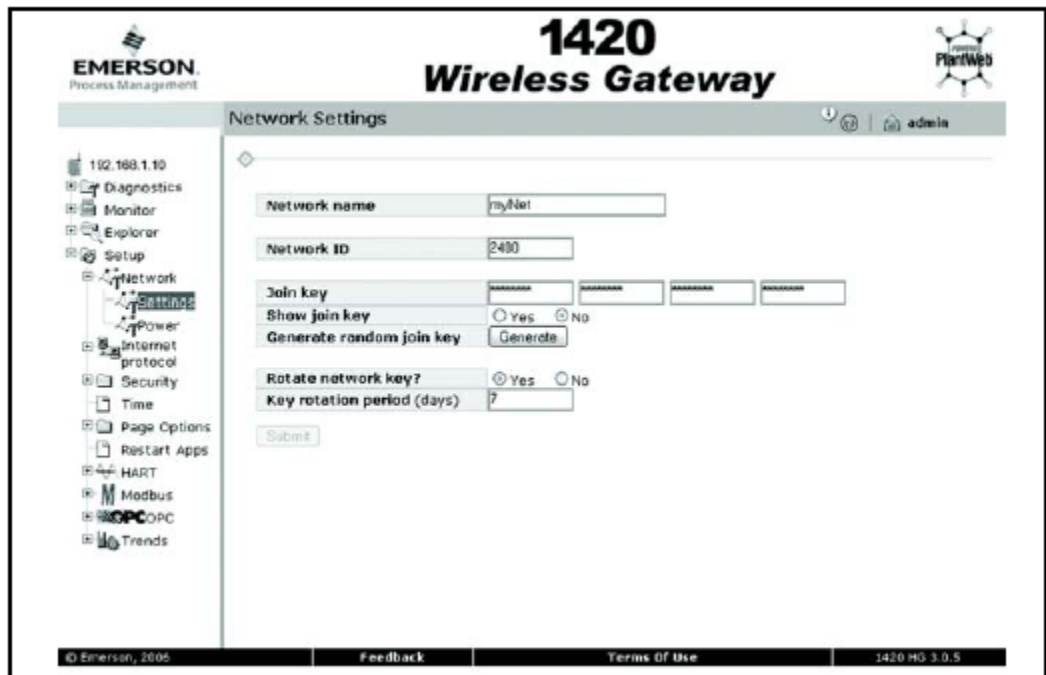 EMERSON.
Process Management
1420
Wireless Gateway
POWERED
PlantWeb
Network Settings
admin
192.168.1.10
Diagnostics
Monitor
Explorer
Setup
Network
Settings
Power
Internet
protocol
Security
Time
Page Options
Restart Apps
HART
Modbus
OPC OPC
Trends
Network name myNet
Network ID
Join key ******** ******** ******** ********
Show join key Yes No
Generate random join key Generate
Rotate network key? Yes No
Key rotation period (days) 7
Submit
© Emerson, 2006 Feedback Terms Of Use 1420 HG 3.0.5